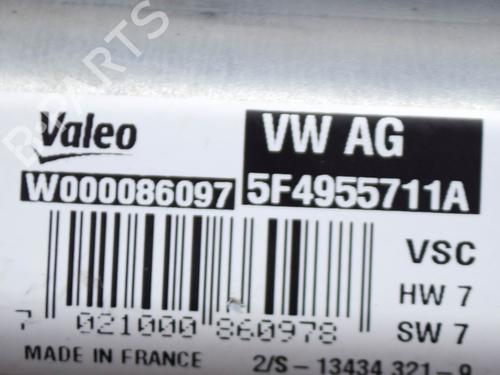 B-PARTS
Valeo
VW AG
W000086097
5F4955711A
VSC
HW 7
7 021000 860978
SW 7
MADE IN FRANCE
2/S - 13434 321 - 9